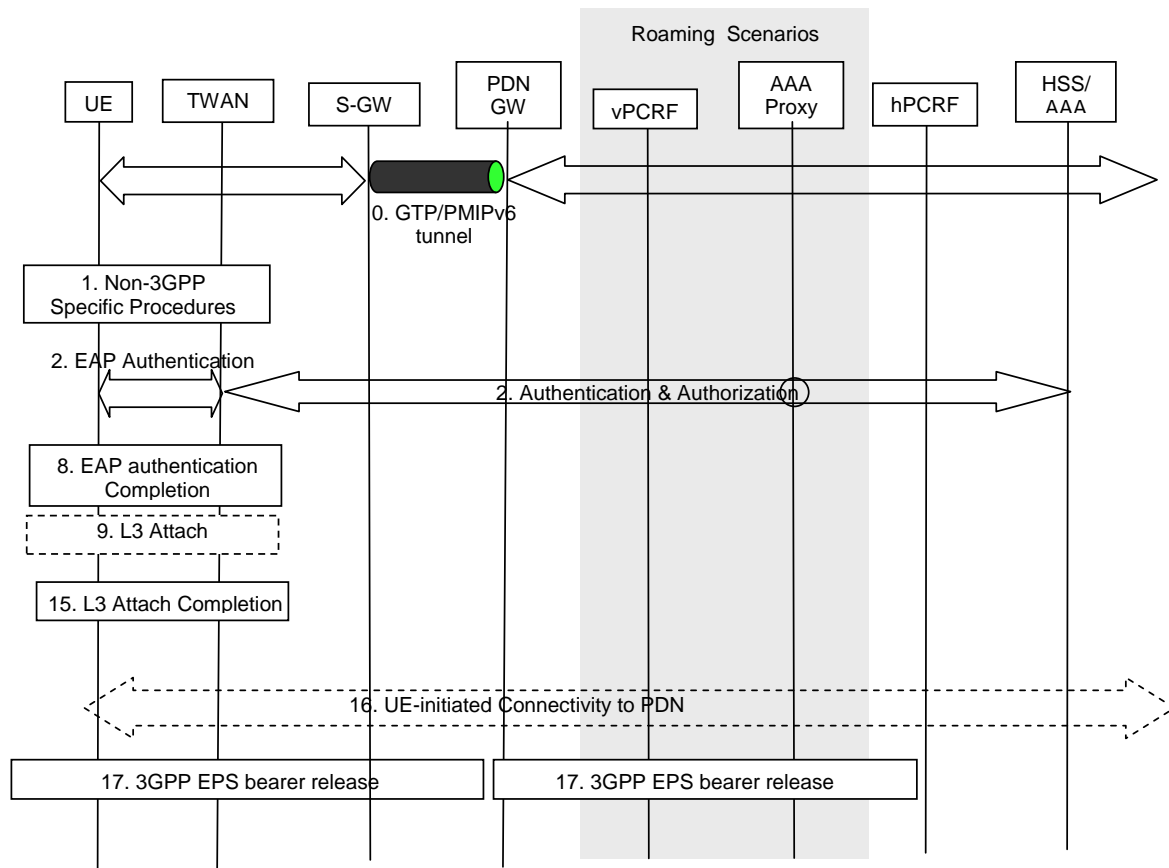 Roaming Scenarios
UE
TWAN
S-GW
PDN
GW
vPCRF
AAA
Proxy
hPCRF
HSS/
AAA
0. GTP/PMIPv6
tunnel
1. Non-3GPP
Specific Procedures
2. EAP Authentication
2. Authentication & Authorization
8. EAP authentication
Completion
9. L3 Attach
15. L3 Attach Completion
16. UE-initiated Connectivity to PDN
17. 3GPP EPS bearer release
17. 3GPP EPS bearer release